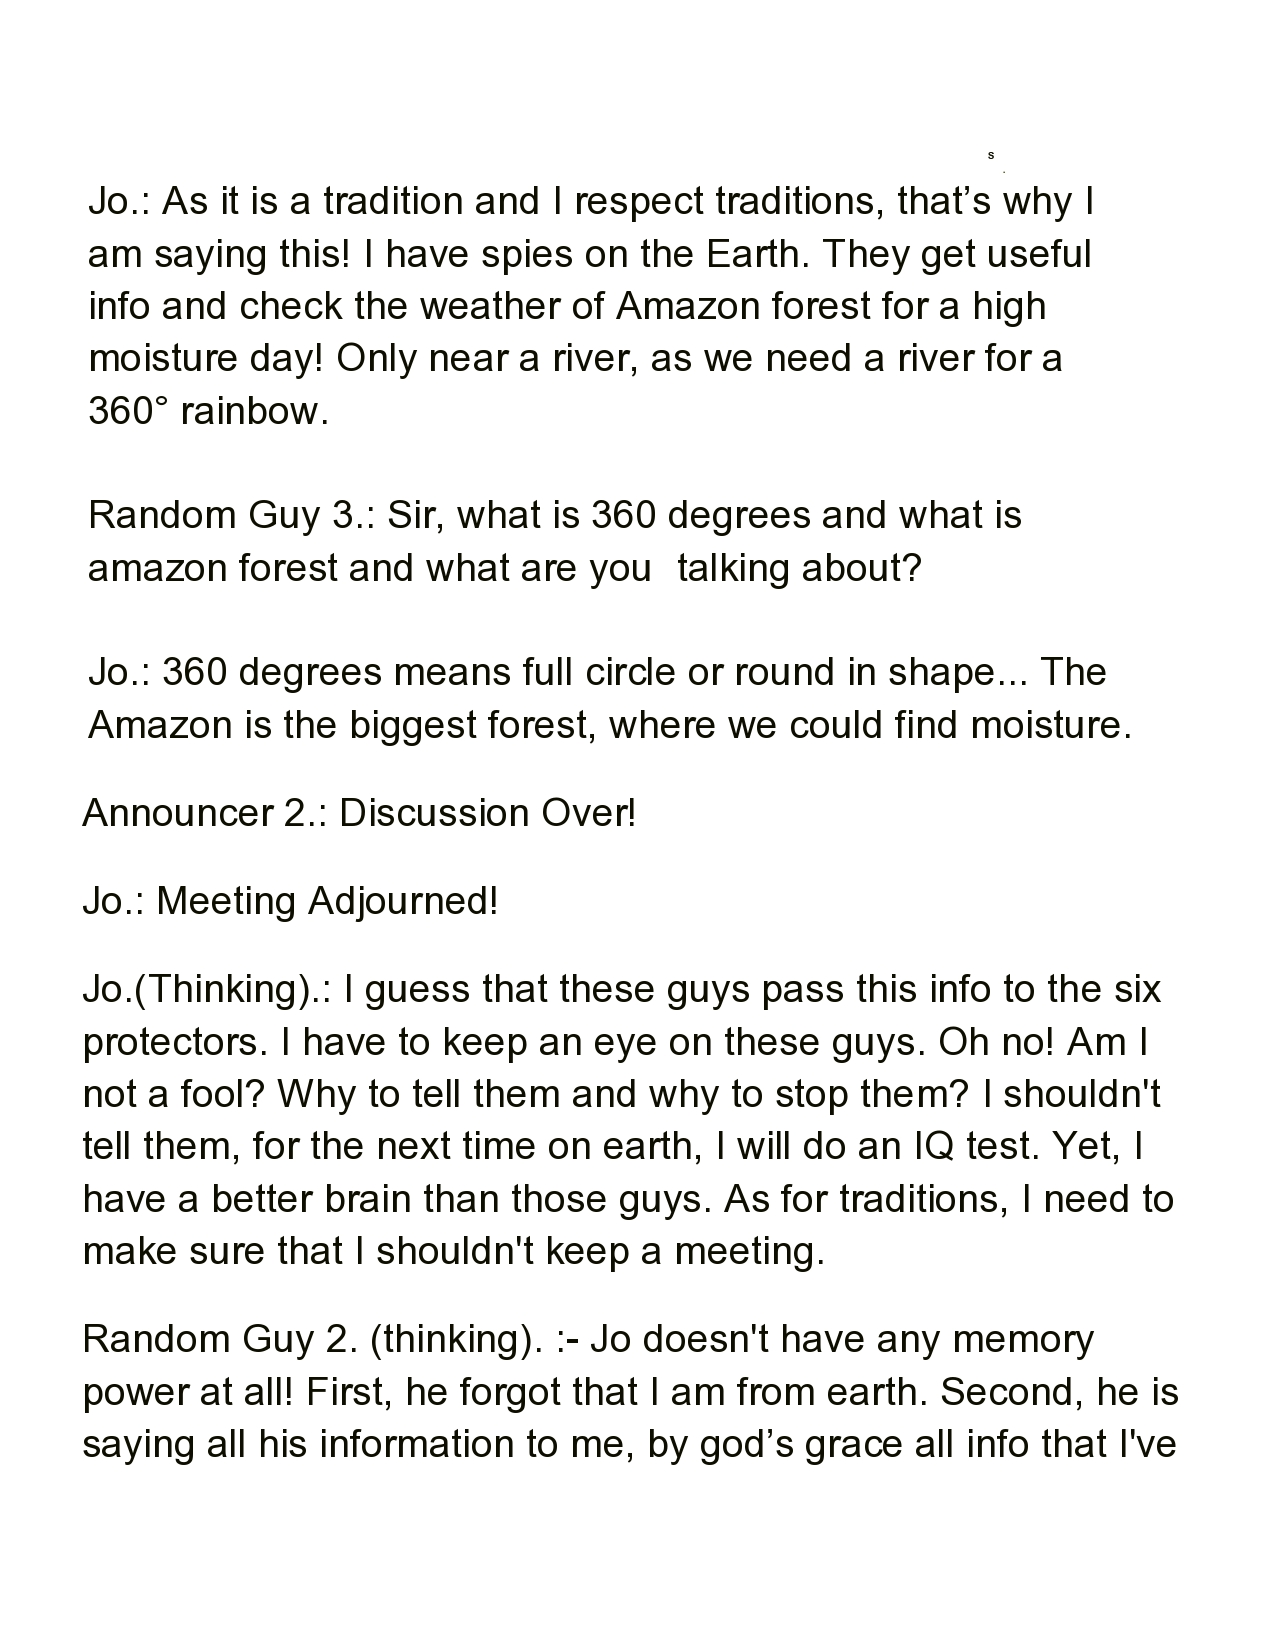 s
.
Jo.: As it is a tradition and I respect traditions, that’s why I
am saying this! I have spies on the Earth. They get useful
info and check the weather of Amazon forest for a high
moisture day! Only near a river, as we need a river for a
360° rainbow.
Random Guy 3.: Sir, what is 360 degrees and what is
amazon forest and what are you  talking about?
Jo.: 360 degrees means full circle or round in shape... The
Amazon is the biggest forest, where we could find moisture.
Announcer 2.: Discussion Over!
Jo.: Meeting Adjourned!
Jo.(Thinking).: I guess that these guys pass this info to the six
protectors. I have to keep an eye on these guys. Oh no! Am I
not a fool? Why to tell them and why to stop them? I shouldn't
tell them, for the next time on earth, I will do an IQ test. Yet, I
have a better brain than those guys. As for traditions, I need to
make sure that I shouldn't keep a meeting.
Random Guy 2. (thinking). :- Jo doesn't have any memory
power at all! First, he forgot that I am from earth. Second, he is
saying all his information to me, by god’s grace all info that I've